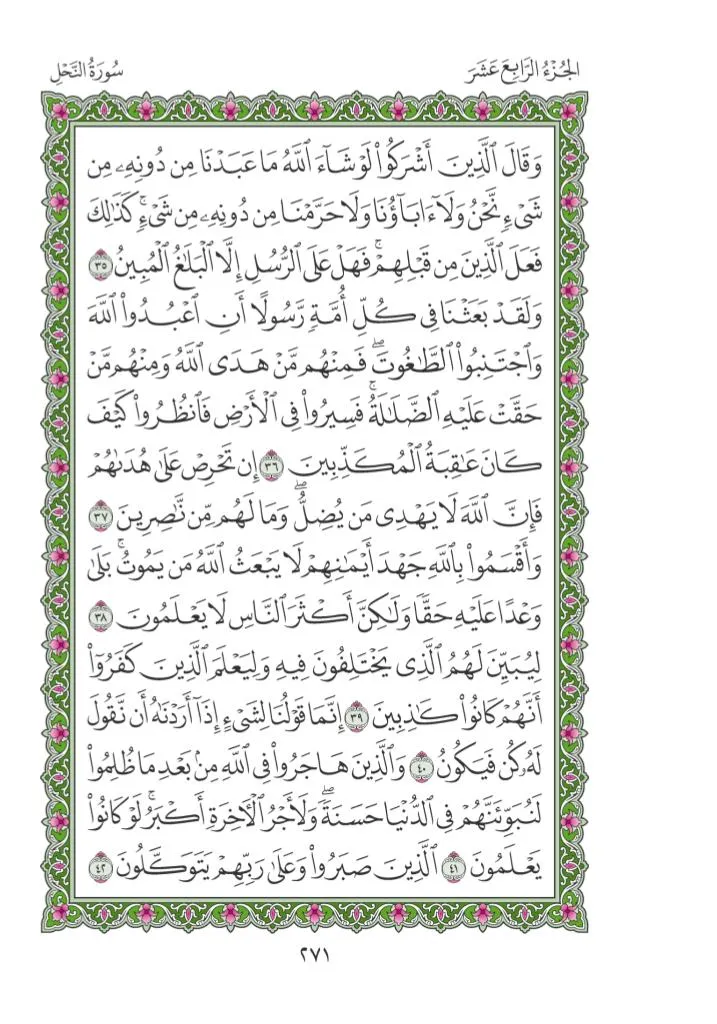 الجُزْءُ الرَّابِعَ عَشَرَ
سُورَةُ النَّحْلِ
وَقَالَ ٱلَّذِينَ أَشْرَكُوا۟ لَوْ شَآءَ ٱللَّهُ مَا عَبَدْنَا مِن دُونِهِۦ مِن
شَىْءٍ نَّحْنُ وَلَآ ءَابَآؤُنَا وَلَا حَرَّمْنَا مِن دُونِهِۦ مِن شَىْءٍۚ كَذَٰلِكَ
فَعَلَ ٱلَّذِينَ مِن قَبْلِهِمْۚ فَهَلْ عَلَى ٱلرُّسُلِ إِلَّا ٱلْبَلَٰغُ ٱلْمُبِينُ ٣٥
وَلَقَدْ بَعَثْنَا فِى كُلِّ أُمَّةٍ رَّسُولًا أَنِ ٱعْبُدُوا۟ ٱللَّهَ
وَٱجْتَنِبُوا۟ ٱلطَّٰغُوتَۖ فَمِنْهُم مَّنْ هَدَى ٱللَّهُ وَمِنْهُم مَّنْ
حَقَّتْ عَلَيْهِ ٱلضَّلَٰلَةُۚ فَسِيرُوا۟ فِى ٱلْأَرْضِ فَٱنظُرُوا۟ كَيْفَ
كَانَ عَٰقِبَةُ ٱلْمُكَذِّبِينَ ٣٦ إِن تَحْرِصْ عَلَىٰ هُدَىٰهُمْ
فَإِنَّ ٱللَّهَ لَا يَهْدِى مَن يُضِلُّۖ وَمَا لَهُم مِّن نَّٰصِرِينَ ٣٧
وَأَقْسَمُوا۟ بِٱللَّهِ جَهْدَ أَيْمَٰنِهِمْ لَا يَبْعَثُ ٱللَّهُ مَن يَمُوتُۚ بَلَىٰ
وَعْدًا عَلَيْهِ حَقًّا وَلَٰكِنَّ أَكْثَرَ ٱلنَّاسِ لَا يَعْلَمُونَ ٣٨
لِيُبَيِّنَ لَهُمُ ٱلَّذِى يَخْتَلِفُونَ فِيهِ وَلِيَعْلَمَ ٱلَّذِينَ كَفَرُوٓا۟
أَنَّهُمْ كَانُوا۟ كَٰذِبِينَ ٣٩ إِنَّمَا قَوْلُنَا لِشَىْءٍ إِذَآ أَرَدْنَٰهُ أَن نَّقُولَ
لَهُۥ كُن فَيَكُونُ ٤٠ وَٱلَّذِينَ هَاجَرُوا۟ فِى ٱللَّهِ مِنۢ بَعْدِ مَا ظُلِمُوا۟
لَنُبَوِّئَنَّهُمْ فِى ٱلدُّنْيَا حَسَنَةًۖ وَلَأَجْرُ ٱلْءَاخِرَةِ أَكْبَرُۚ لَوْ كَانُوا۟
يَعْلَمُونَ ٤١ ٱلَّذِينَ صَبَرُوا۟ وَعَلَىٰ رَبِّهِمْ يَتَوَكَّلُونَ ٤٢
٢٧١